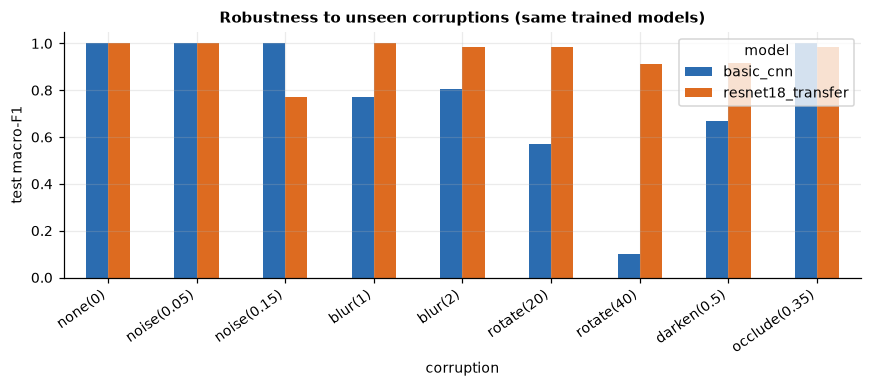 Robustness to unseen corruptions (same trained models)
test macro-F1
1.0
0.8
0.6
0.4
0.2
0.0
model
basic_cnn
resnet18_transfer
none(0)
noise(0.05)
noise(0.15)
blur(1)
blur(2)
rotate(20)
rotate(40)
darken(0.5)
occlude(0.35)
corruption